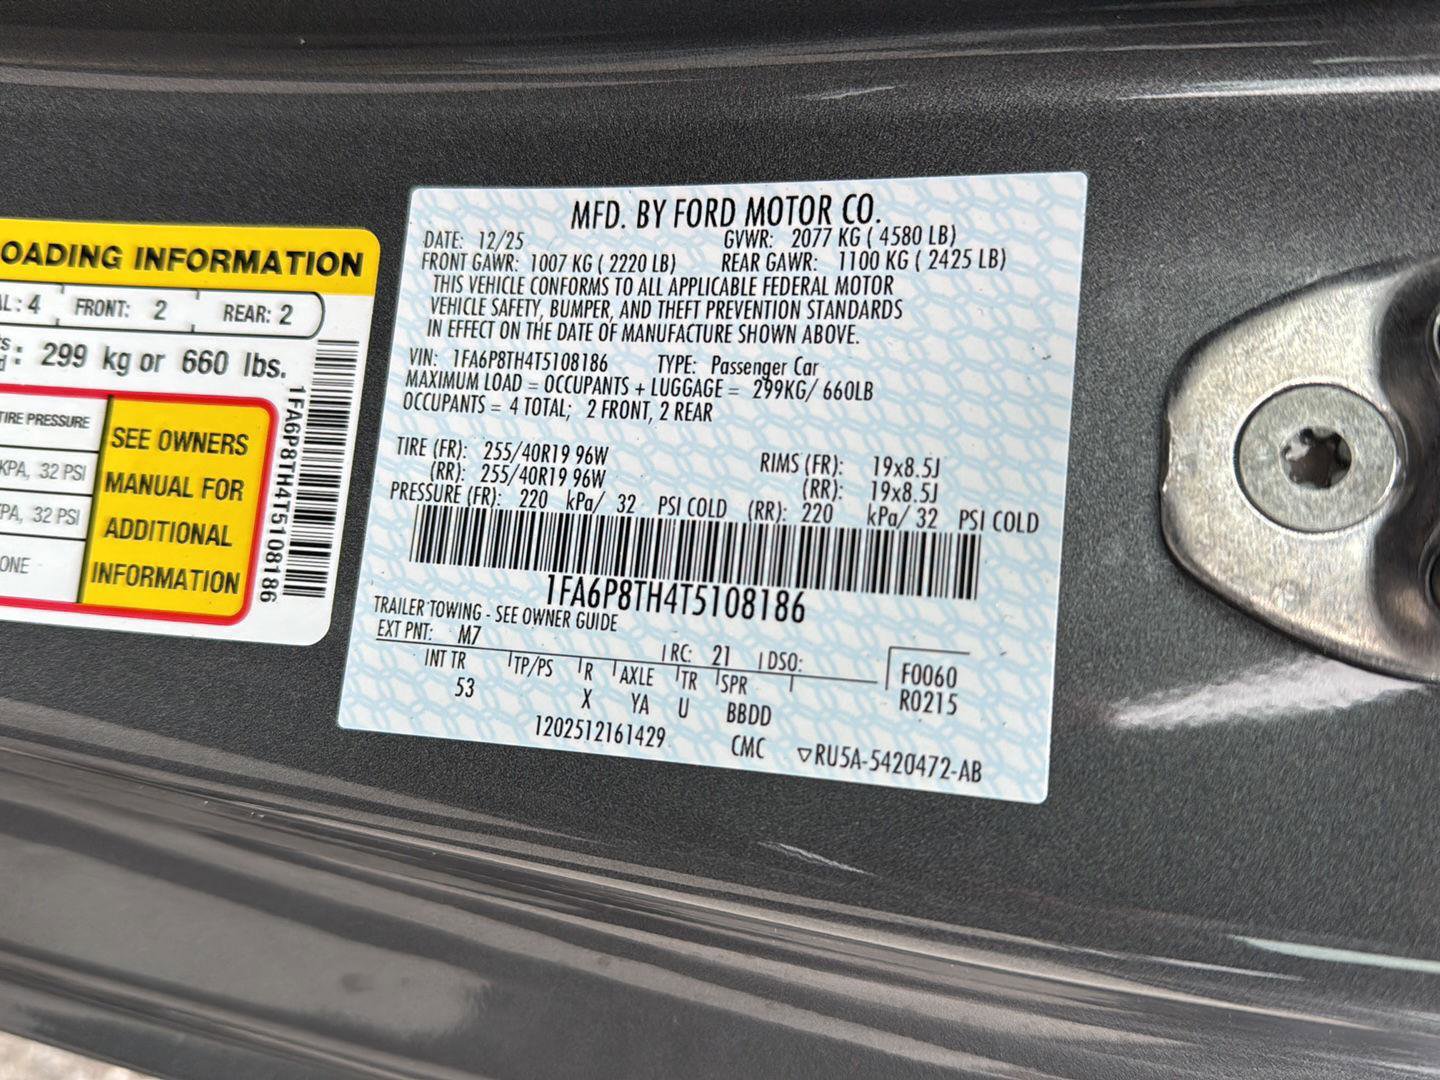 OADING INFORMATION
AL: 4 FRONT: 2 REAR: 2
299 kg or 660 lbs.
TIRE PRESSURE
KPA, 32 PSI
KPA, 32 PSI
ONE
SEE OWNERS
MANUAL FOR
ADDITIONAL
INFORMATION
1FA6P8TH4T5108186
MFD. BY FORD MOTOR CO.
DATE: 12/25 GVWR: 2077 KG ( 4580 LB)
FRONT GAWR: 1007 KG ( 2220 LB) REAR GAWR: 1100 KG ( 2425 LB)
THIS VEHICLE CONFORMS TO ALL APPLICABLE FEDERAL MOTOR
VEHICLE SAFETY, BUMPER, AND THEFT PREVENTION STANDARDS
IN EFFECT ON THE DATE OF MANUFACTURE SHOWN ABOVE.
VIN: 1FA6P8TH4T5108186 TYPE: Passenger Car
MAXIMUM LOAD = OCCUPANTS + LUGGAGE = 299KG/ 660LB
OCCUPANTS = 4 TOTAL; 2 FRONT, 2 REAR
TIRE (FR): 255/40R19 96W RIMS (FR): 19x8.5J
(RR): 255/40R19 96W (RR): 19x8.5J
PRESSURE (FR): 220 kPa/ 32 PSI COLD (RR): 220 kPa/ 32 PSI COLD
1FA6P8TH4T5108186
TRAILER TOWING - SEE OWNER GUIDE
EXT PNT: M7 RC: 21 DSO:
INT TR TP/PS R AXLE TR SPR F0060
53 X YA U BBDD R0215
1202512161429 CMC ▽RU5A-5420472-AB